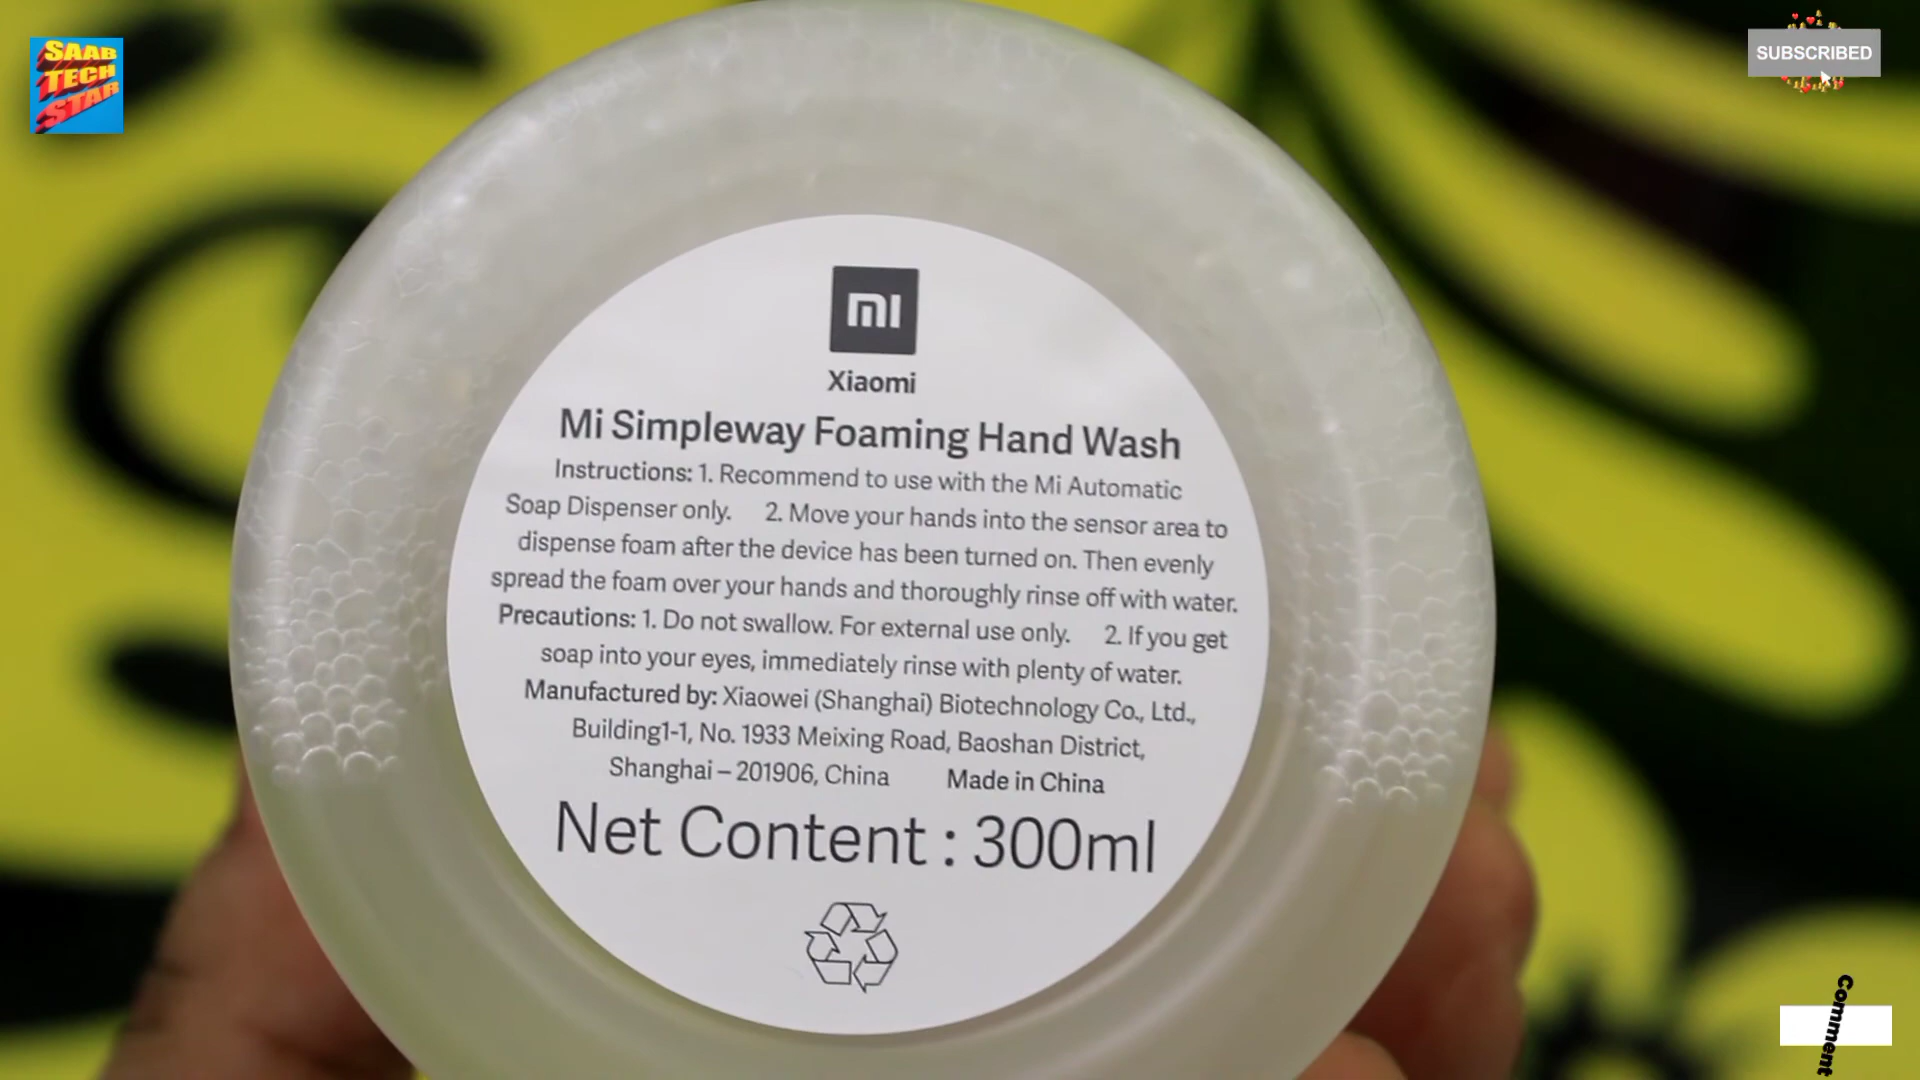 SAAB
TECH
STAR
SUBSCRIBED
mi
Xiaomi
Mi Simpleway Foaming Hand Wash
Instructions: 1. Recommend to use with the Mi Automatic
Soap Dispenser only. 2. Move your hands into the sensor area to
dispense foam after the device has been turned on. Then evenly
spread the foam over your hands and thoroughly rinse off with water.
Precautions: 1. Do not swallow. For external use only. 2. If you get
soap into your eyes, immediately rinse with plenty of water.
Manufactured by: Xiaowei (Shanghai) Biotechnology Co., Ltd.,
Building1-1, No. 1933 Meixing Road, Baoshan District,
Shanghai – 201906, China Made in China
Net Content : 300ml
Comment